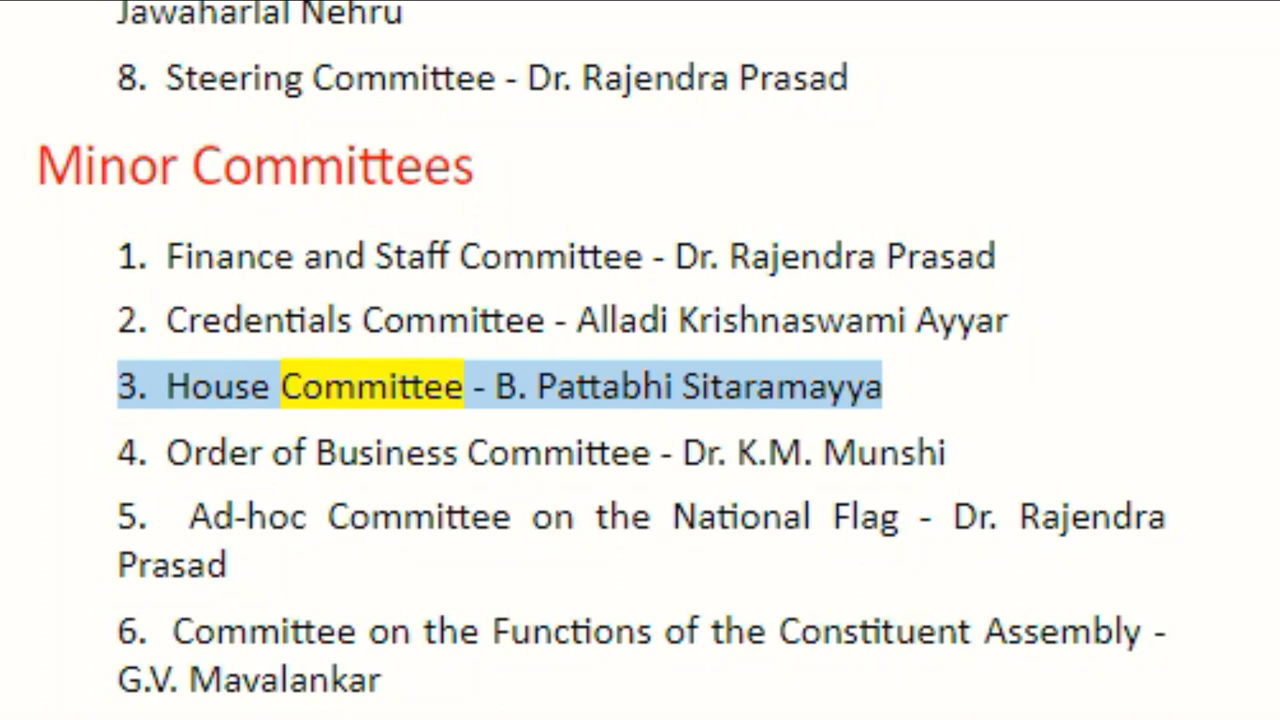 Jawaharlal Nehru
8. Steering Committee - Dr. Rajendra Prasad
Minor Committees
1. Finance and Staff Committee - Dr. Rajendra Prasad
2. Credentials Committee - Alladi Krishnaswami Ayyar
3. House Committee - B. Pattabhi Sitaramayya
4. Order of Business Committee - Dr. K.M. Munshi
5. Ad-hoc Committee on the National Flag - Dr. Rajendra
Prasad
6. Committee on the Functions of the Constituent Assembly -
G.V. Mavalankar